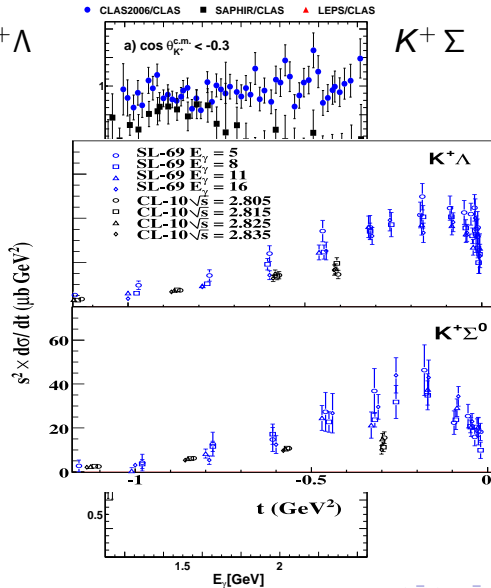 CLAS2006/CLAS SAPHIR/CLAS LEPS/CLAS
+Λ
K+ Σ
a) cos θ c.m. K+ < -0.3
1
SL-69 Eγ = 5
SL-69 Eγ = 8
SL-69 Eγ = 11
SL-69 Eγ = 16
CL-10 √s = 2.805
CL-10 √s = 2.815
CL-10 √s = 2.825
CL-10 √s = 2.835
K+Λ
s² × dσ/dt (μb GeV²)
K+Σ0
60
40
20
0
-1 -0.5 0
0.5
t (GeV²)
1.5 2
Eγ[GeV]